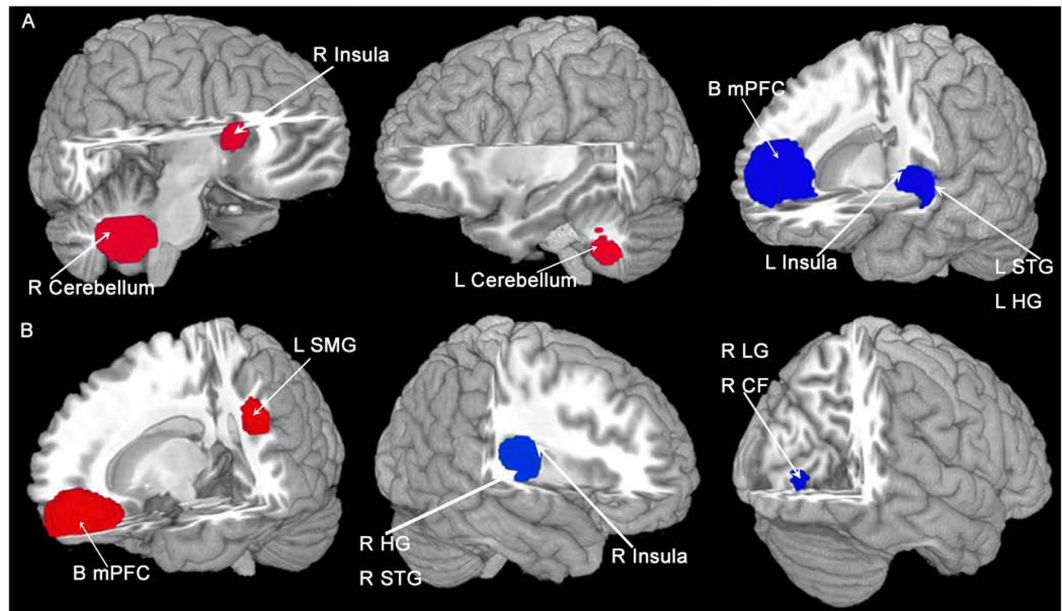 A
R Insula
R Cerebellum
L Cerebellum
B mPFC
L Insula
L STG
L HG
B
L SMG
B mPFC
R HG
R STG
R Insula
R LG
R CF